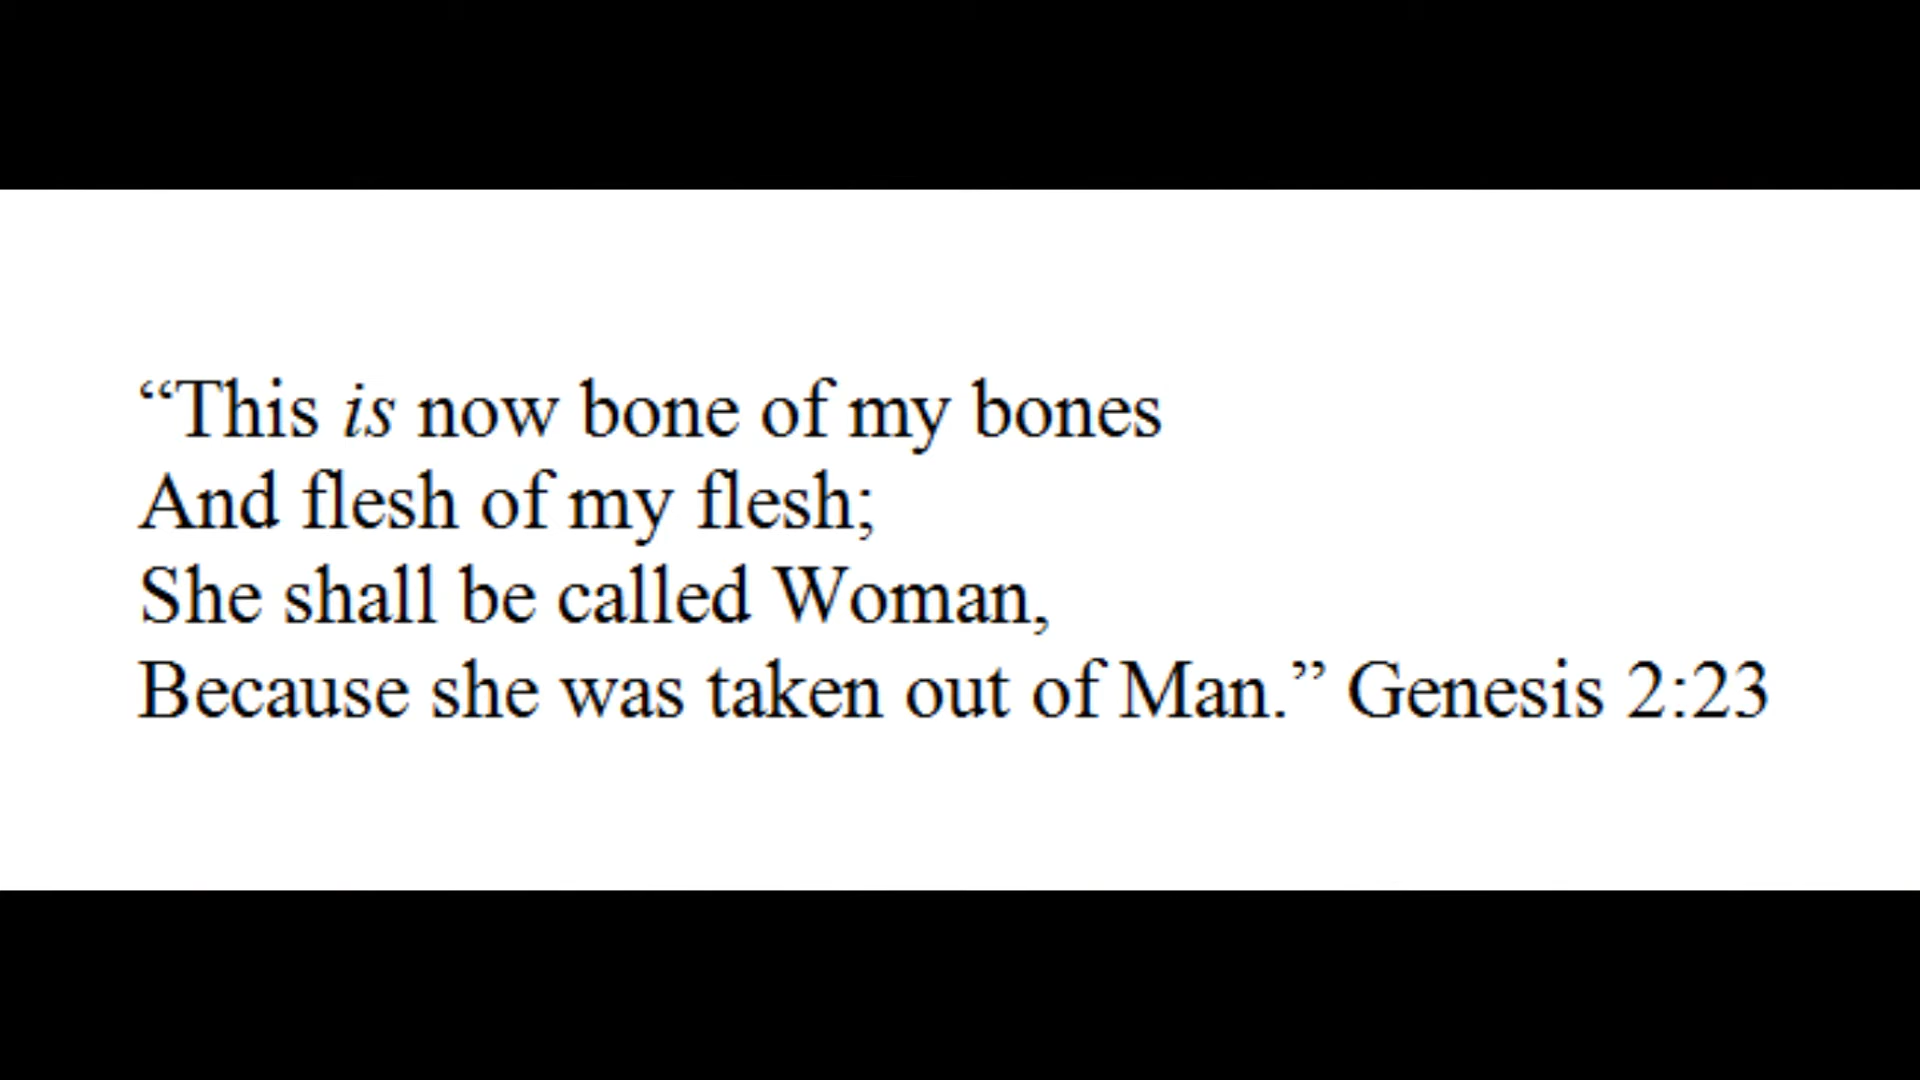 “This is now bone of my bones
And flesh of my flesh;
She shall be called Woman,
Because she was taken out of Man.” Genesis 2:23